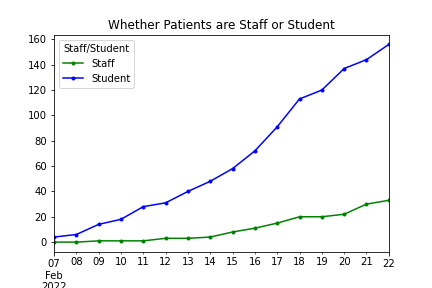 Whether Patients are Staff or Student
Staff/Student
Staff
Student
160
140
120
100
80
60
40
20
0
07 08 09 10 11 12 13 14 15 16 17 18 19 20 21 22
Feb
2022